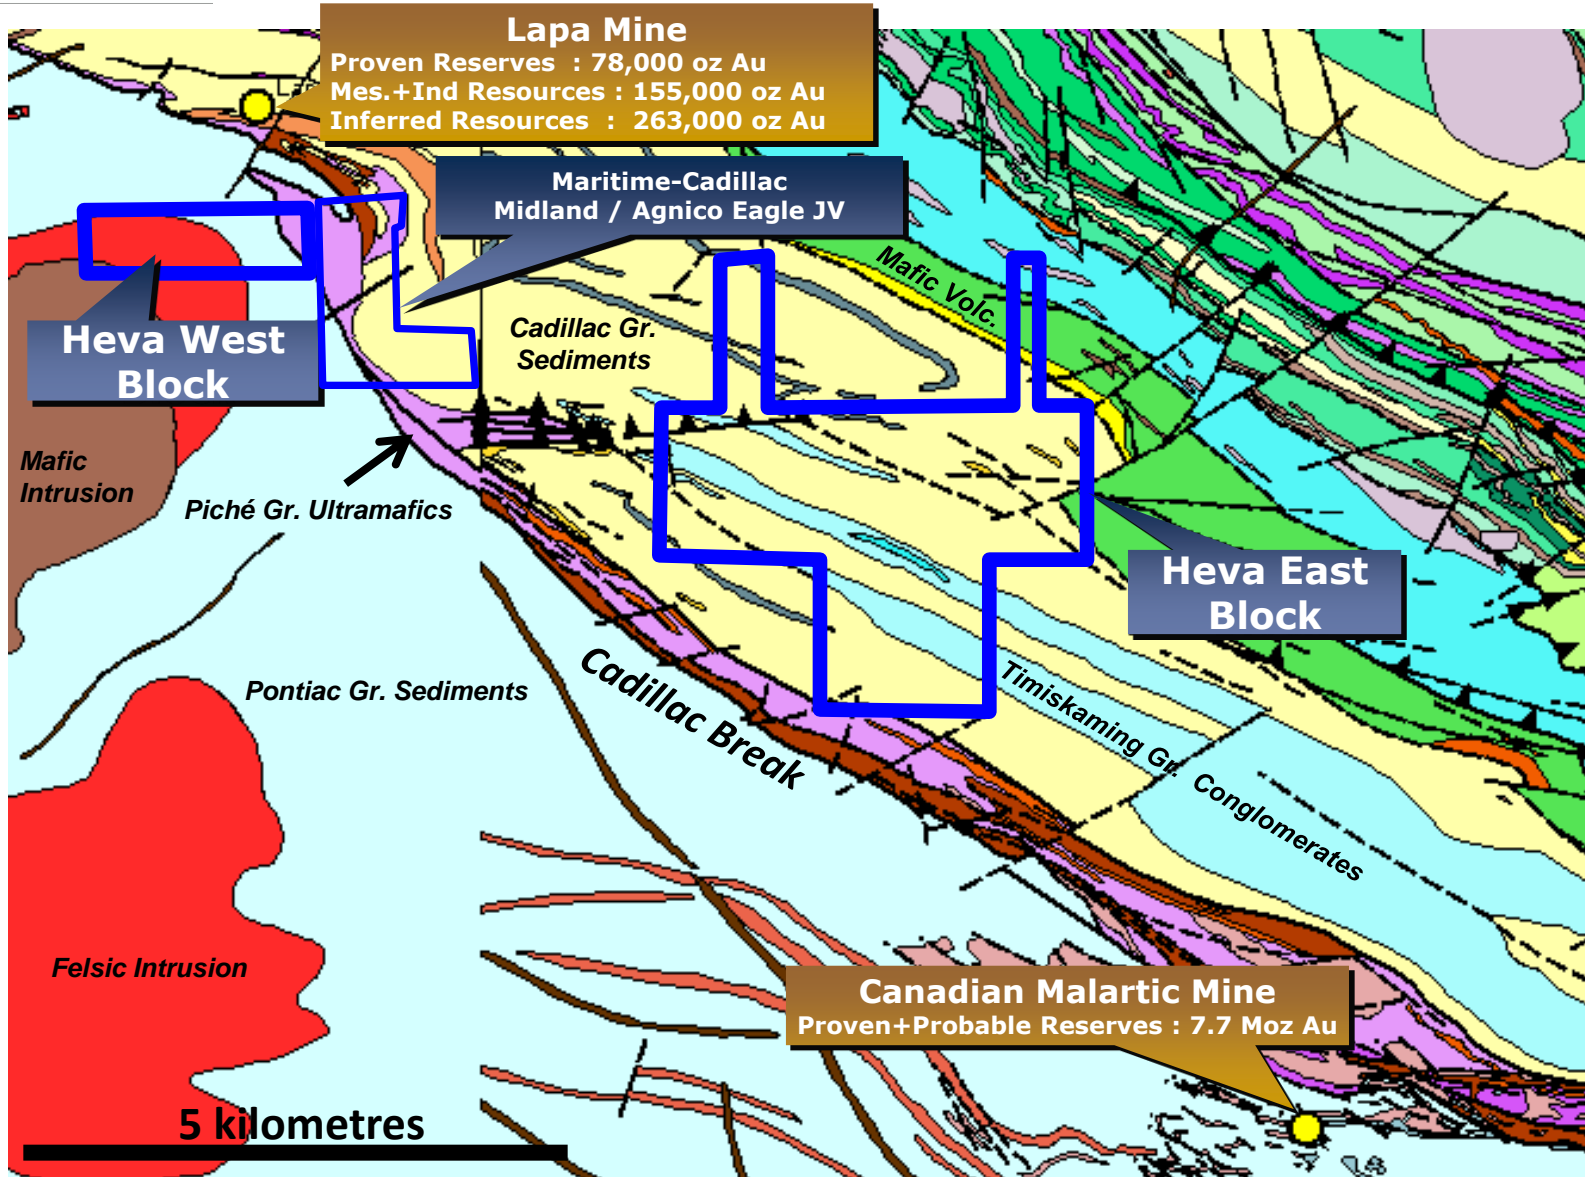 Lapa Mine
Proven Reserves : 78,000 oz Au
Mes.+Ind Resources : 155,000 oz Au
Inferred Resources : 263,000 oz Au
Maritime-Cadillac
Midland / Agnico Eagle JV
Mafic Volc.
Heva West
Block
Cadillac Gr.
Sediments
Mafic
Intrusion
Piché Gr. Ultramafics
Heva East
Block
Pontiac Gr. Sediments
Cadillac Break
Timiskaming Gr. Conglomerates
Felsic Intrusion
Canadian Malartic Mine
Proven+Probable Reserves : 7.7 Moz Au
5 kilometres